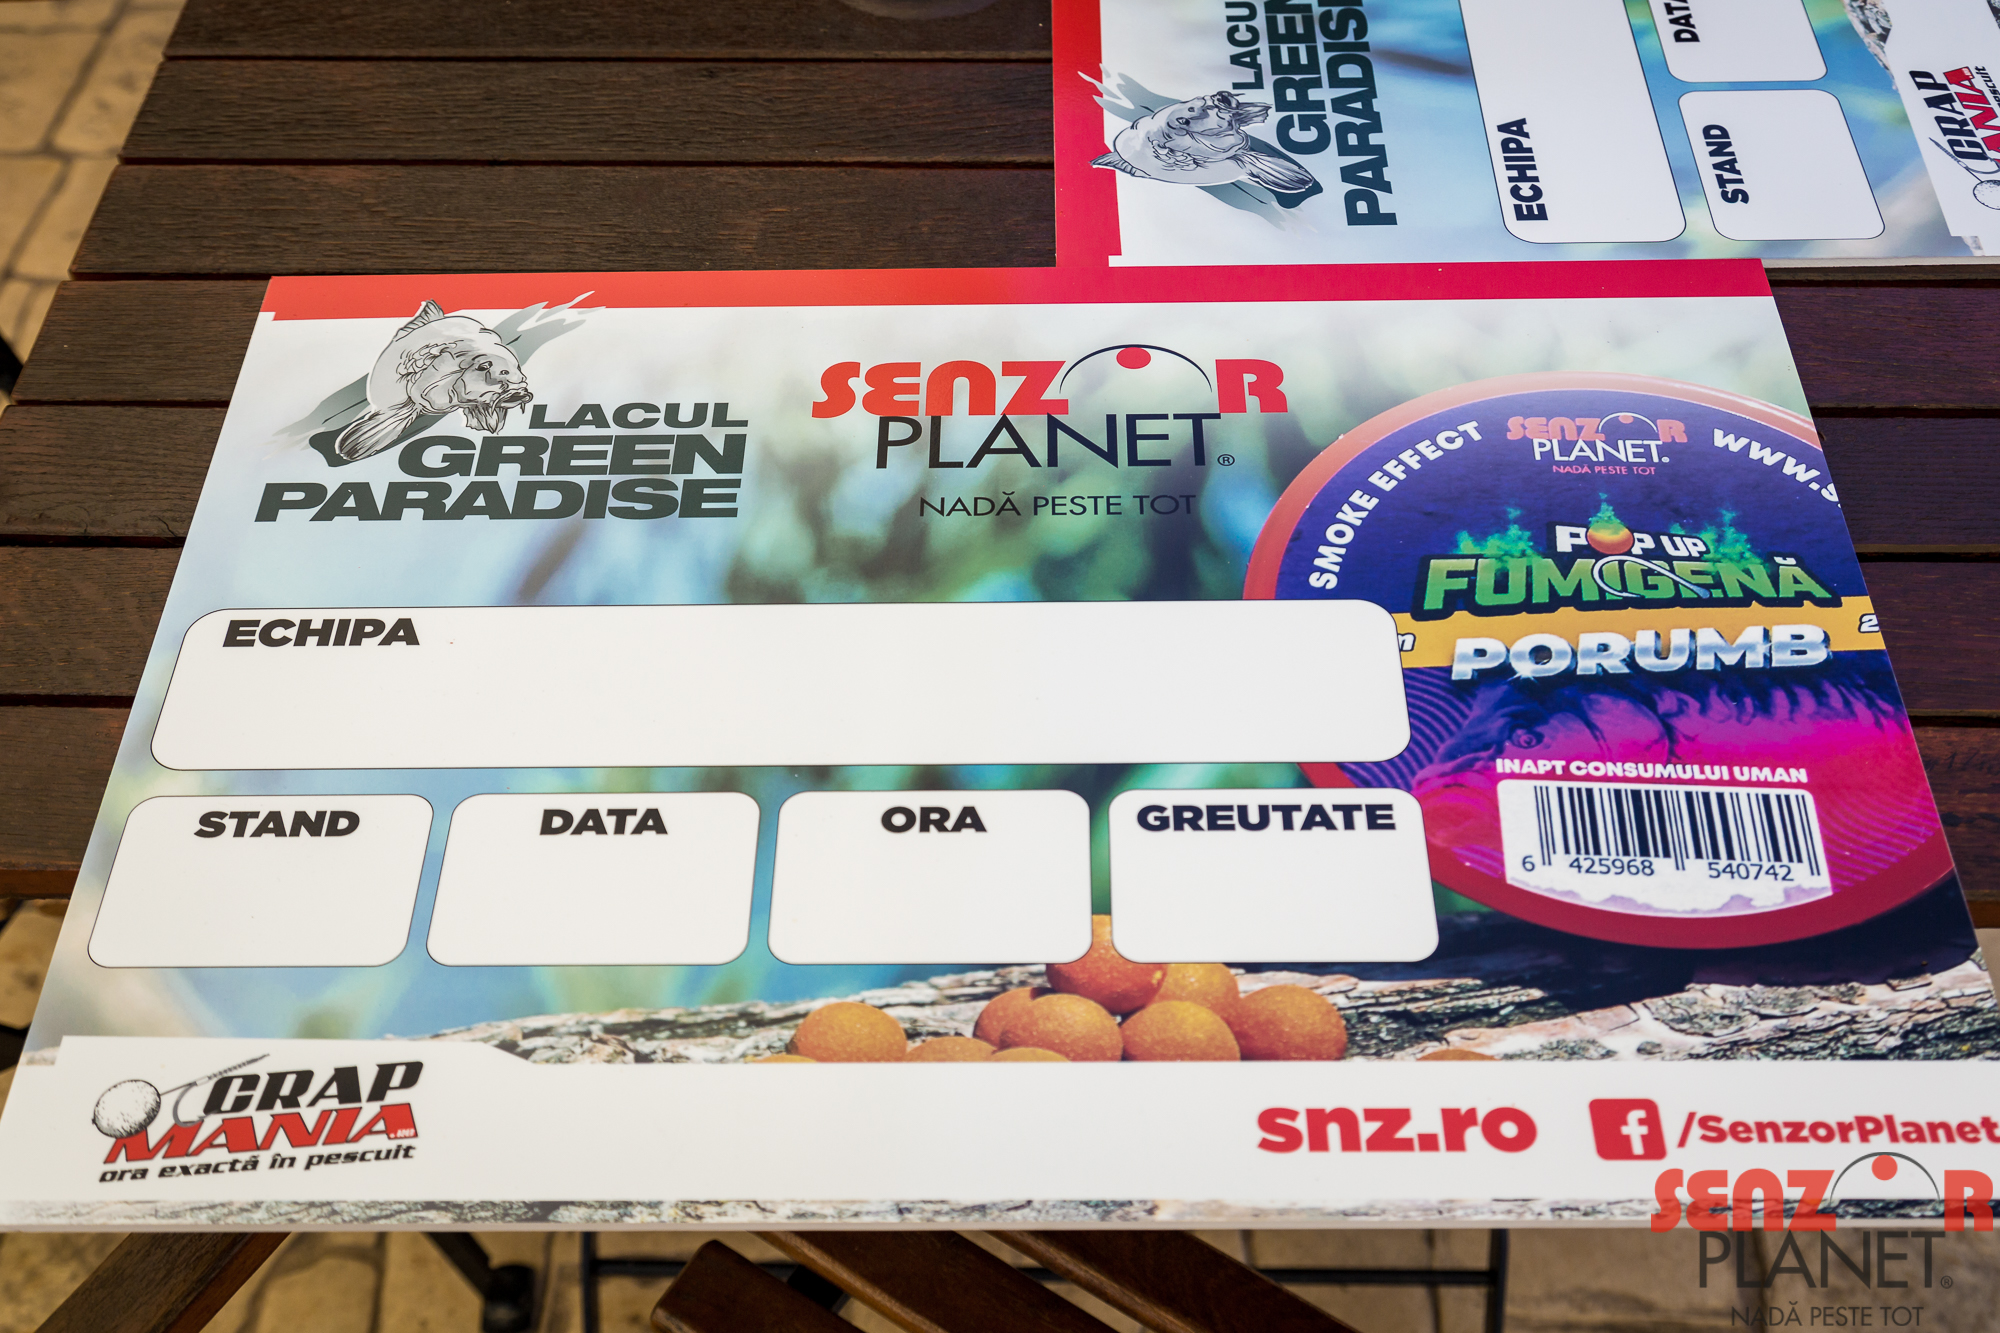 LACUL
GREEN
PARADISE
ECHIPA
STAND
CRAP
LACUL
GREEN
PARADISE
SENZOR
PLANET®
NADĂ PESTE TOT
SMOKE EFFECT
SENZOR
PLANET®
NADĂ PESTE TOT
www.s
POP UP
FUMIGENĂ
PORUMB
INAPT CONSUMULUI UMAN
6 425968 540742
ECHIPA
STAND
DATA
ORA
GREUTATE
CRAP
MANIA
ora exactă în pescuit
snz.ro
f /SenzorPlanet
SENZOR
PLANET®
NADĂ PESTE TOT